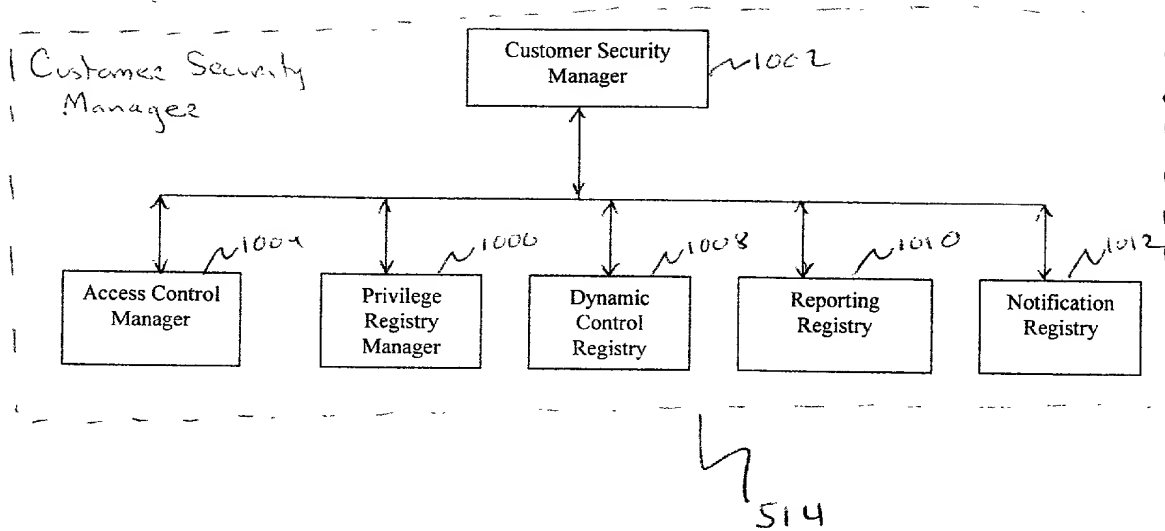 Customer Security
Manager
1002
Customer Security
Manager
1004
1006
1008
1010
1012
Access Control
Manager
Privilege
Registry
Manager
Dynamic
Control
Registry
Reporting
Registry
Notification
Registry
514